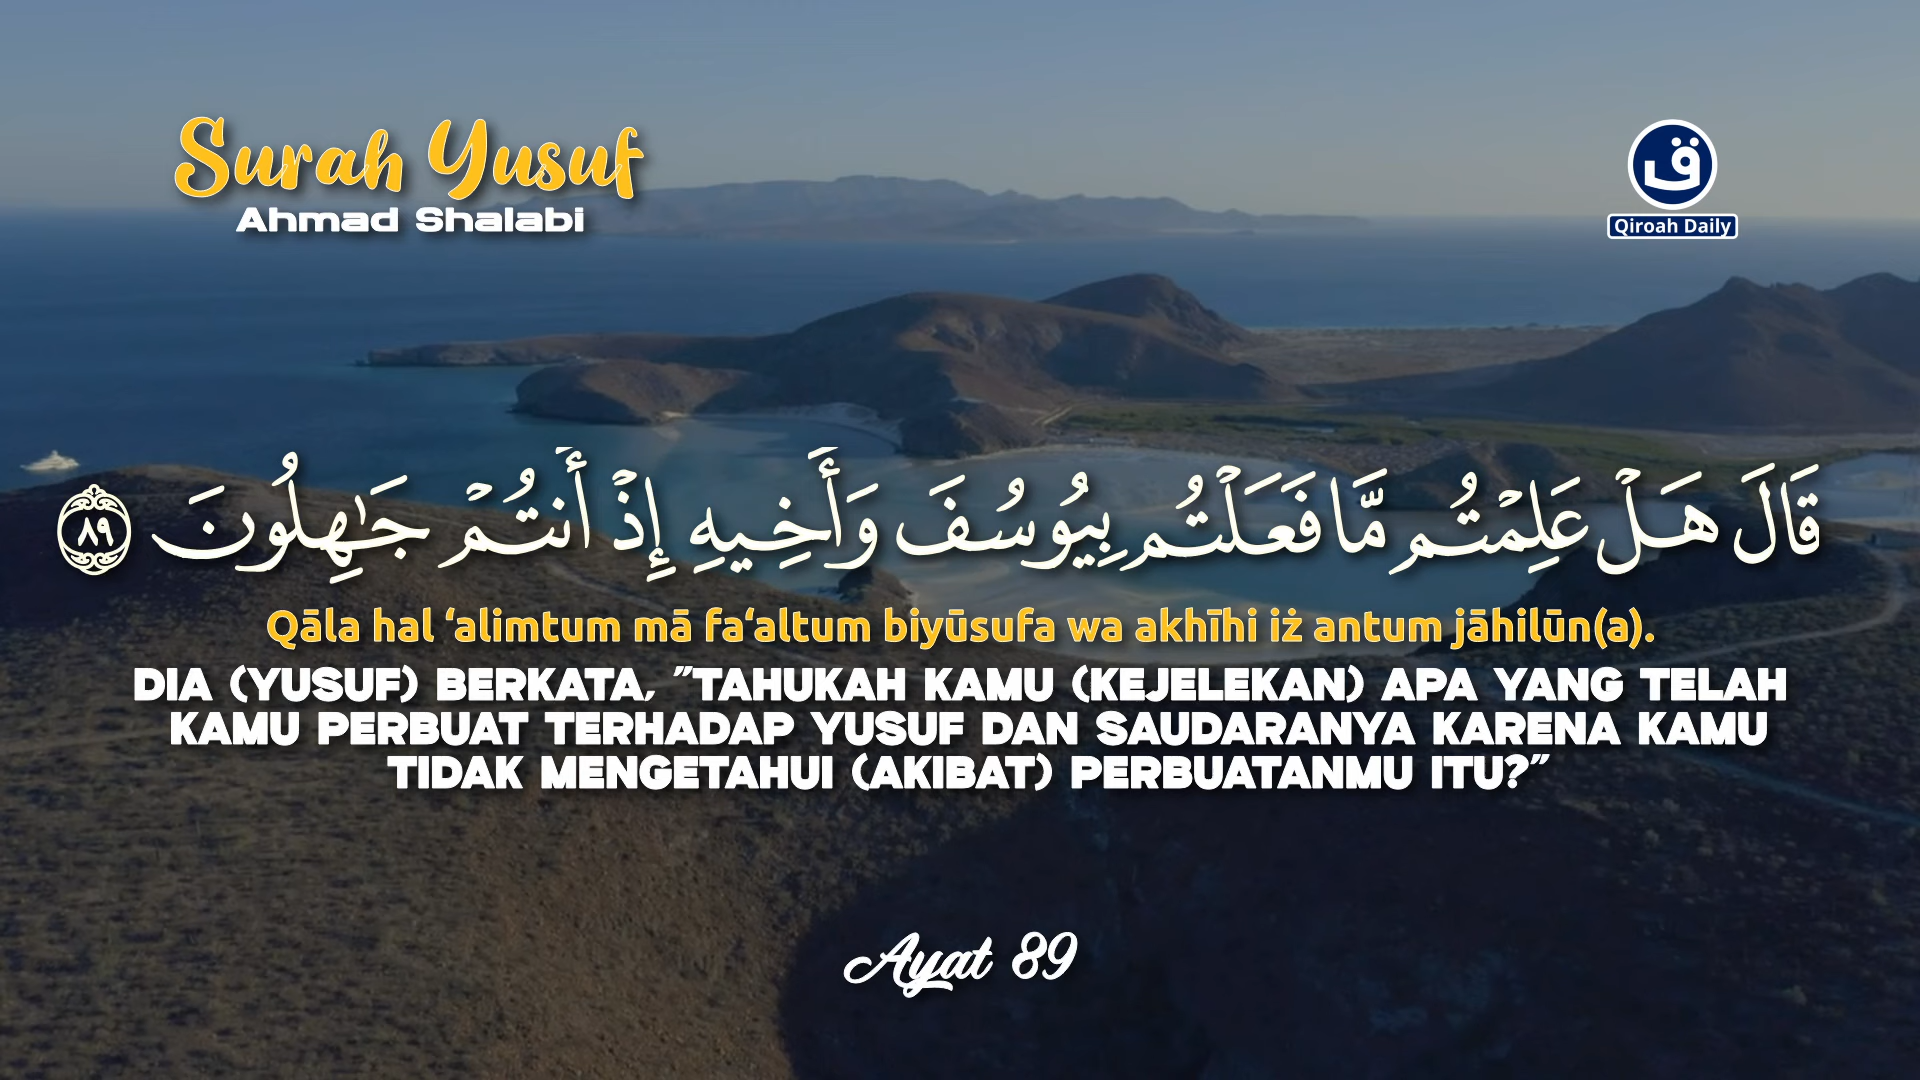 Surah Yusuf
Ahmad Shalabi
ق
Qiroah Daily
قَالَ هَلْ عَلِمْتُم مَّا فَعَلْتُم بِيُوسُفَ وَأَخِيهِ إِذْ أَنتُمْ جَـٰهِلُونَ ٨٩
Qāla hal ‘alimtum mā fa‘altum biyūsufa wa akhīhi iż antum jāhilūn(a).
DIA (YUSUF) BERKATA, "TAHUKAH KAMU (KEJELEKAN) APA YANG TELAH
KAMU PERBUAT TERHADAP YUSUF DAN SAUDARANYA KARENA KAMU
TIDAK MENGETAHUI (AKIBAT) PERBUATANMU ITU?"
Ayat 89